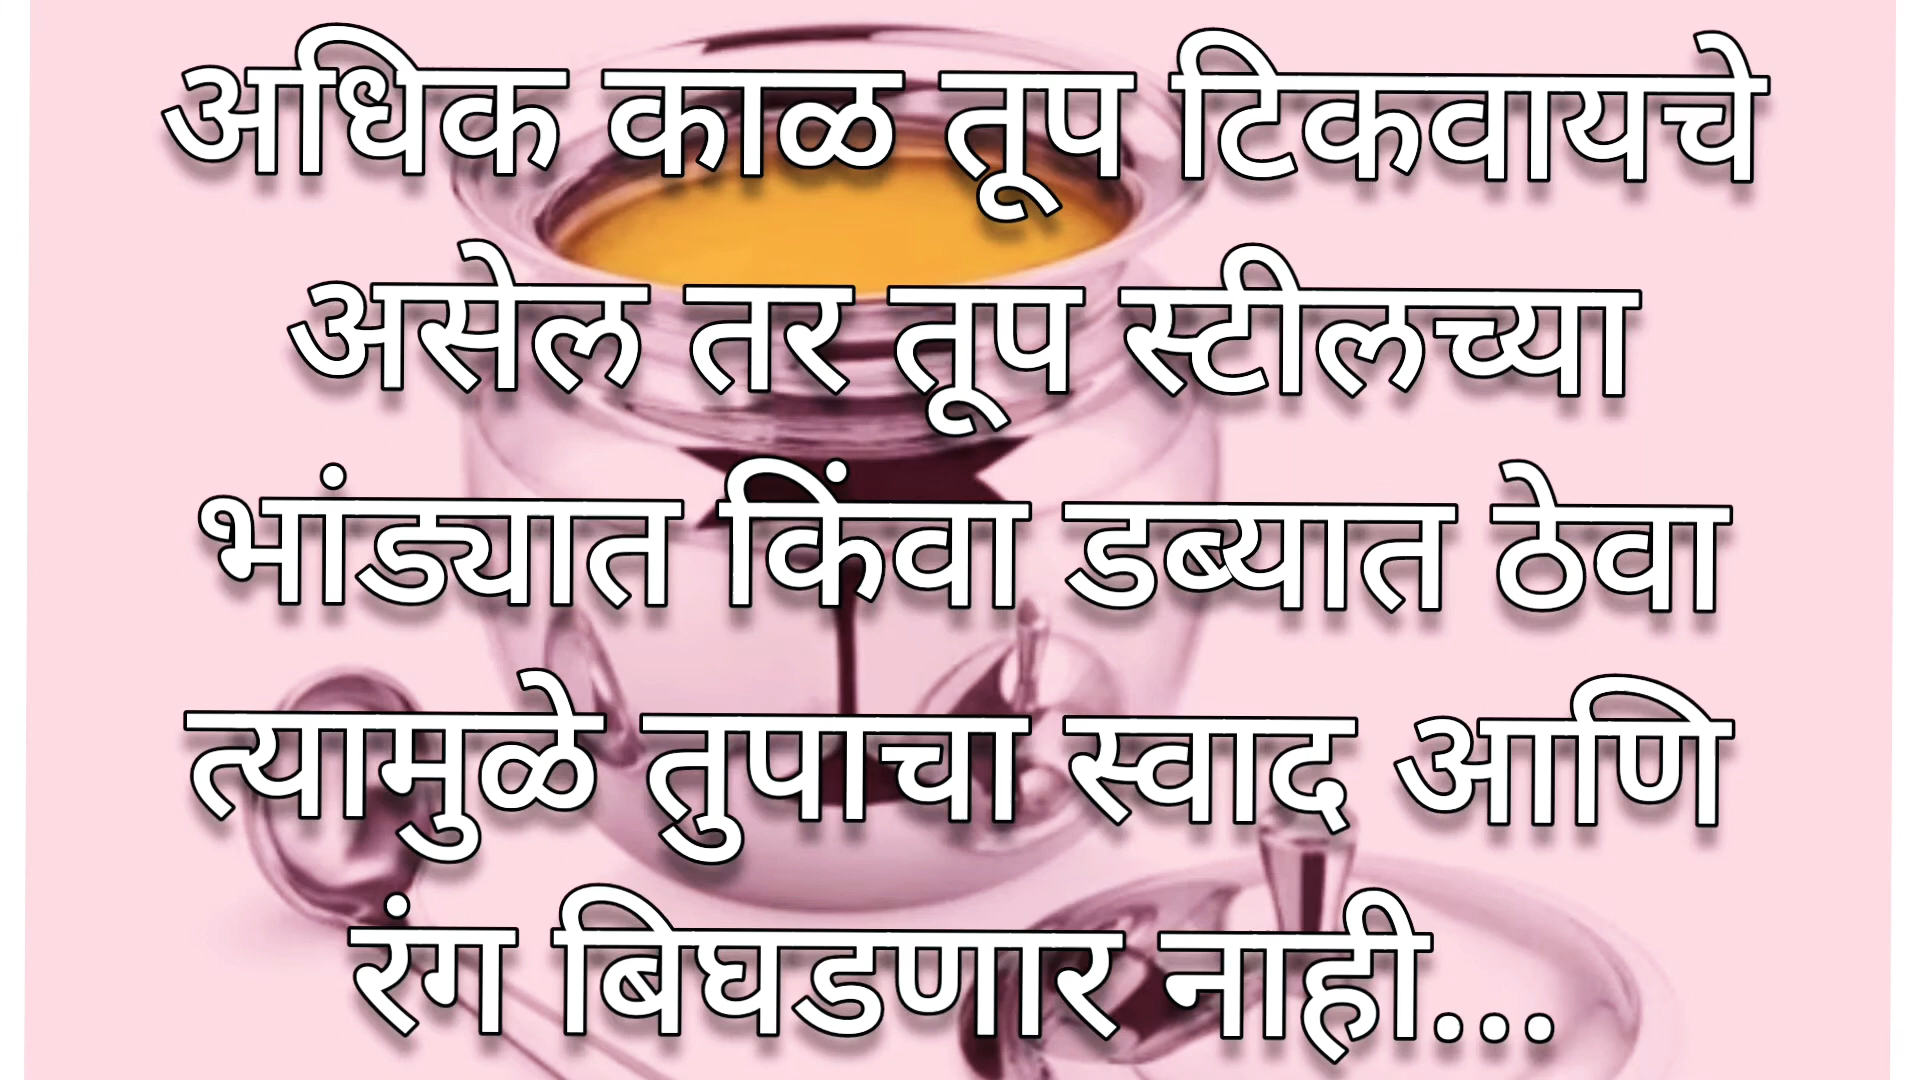 अधिक काळ तूप टिकवायचे
असेल तर तूप स्टीलच्या
भांड्यात किंवा डब्यात ठेवा
त्यामुळे तुपाचा स्वाद आणि
रंग बिघडणार नाही...